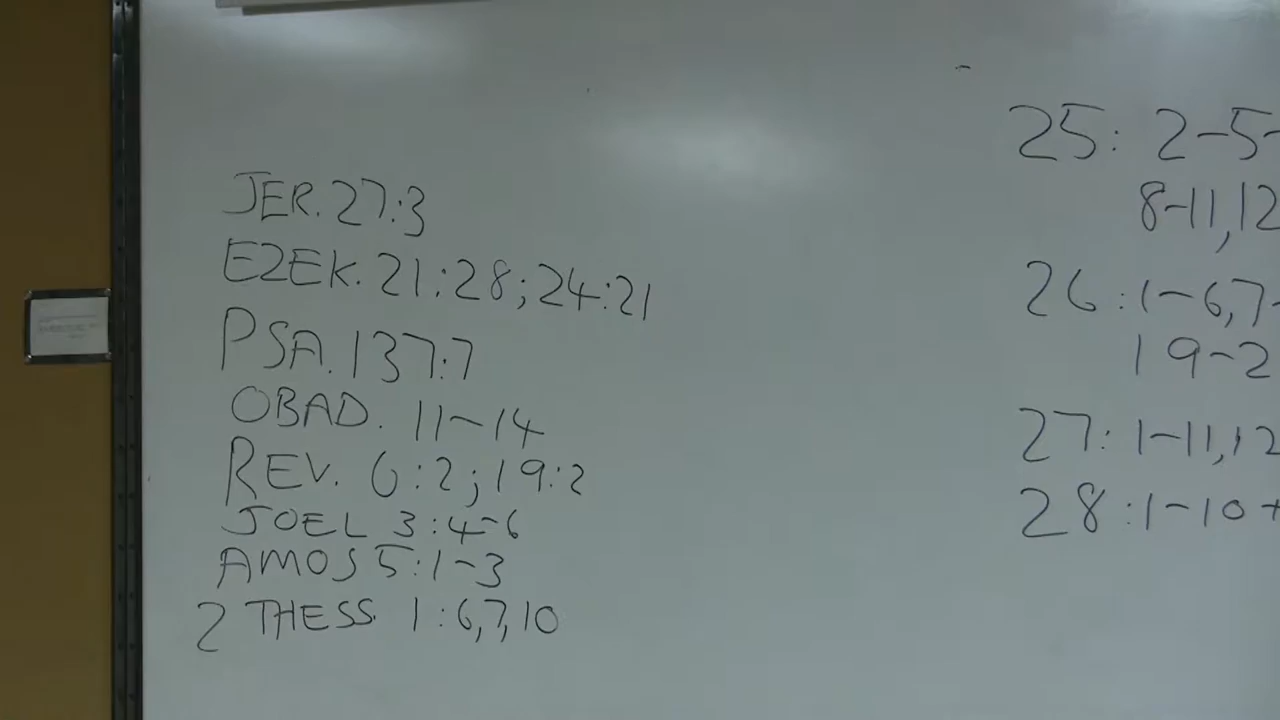 JER. 27:3
EZEK. 21:28; 24:21
PSA. 137:7
OBAD. 11-14
REV. 6:2; 19:2
JOEL 3:4-6
AMOS 5:1-3
2 THESS. 1:6,7,10
25: 2-5-
8-11,12
26:1-6,7-
19-2
27:1-11,12
28:1-10+